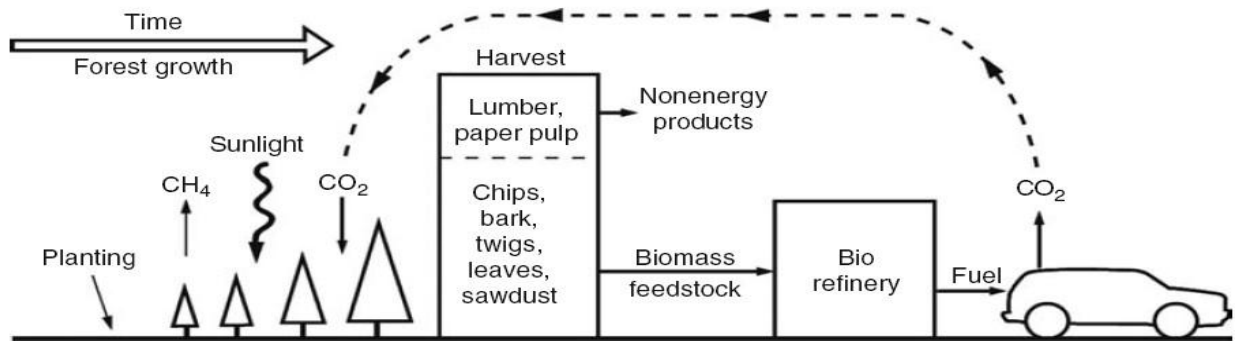 Time
Forest growth
Harvest
Lumber,
paper pulp
Nonenergy
products
Sunlight
CH₄
CO₂
Chips,
bark,
twigs,
leaves,
sawdust
Planting
Biomass
feedstock
Bio
refinery
Fuel
CO₂